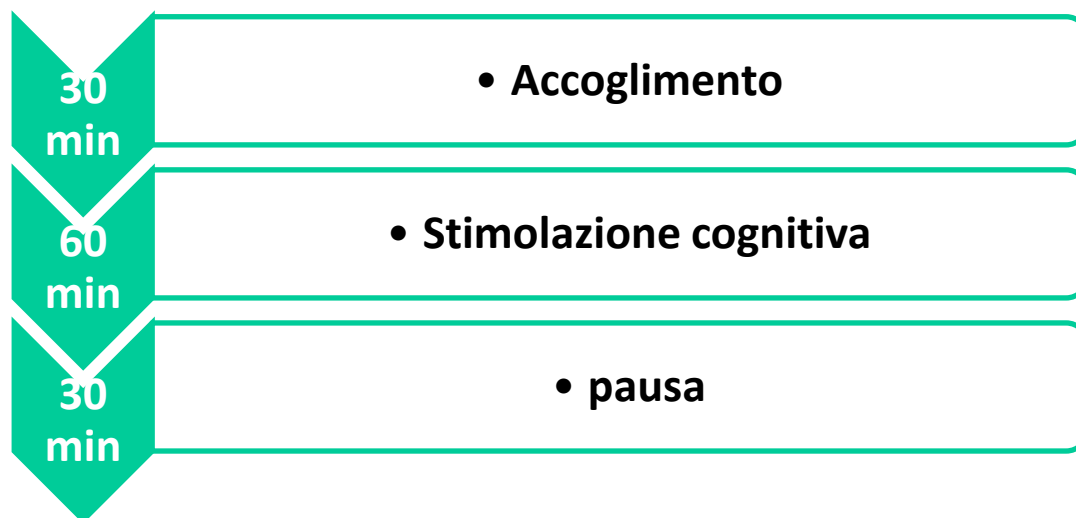 30
min
• Accoglimento
60
min
• Stimolazione cognitiva
30
min
• pausa